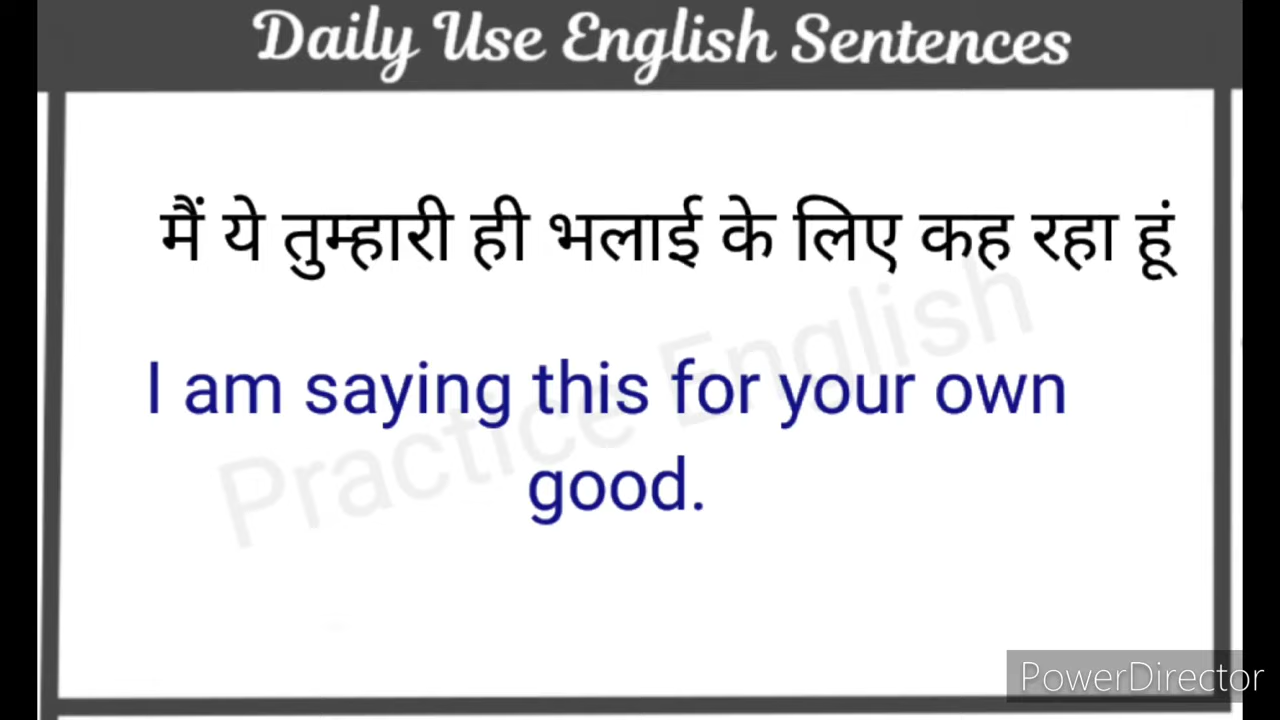 Daily Use English Sentences
मैं ये तुम्हारी ही भलाई के लिए कह रहा हूं
I am saying this for your own
good.
Practice English
PowerDirector